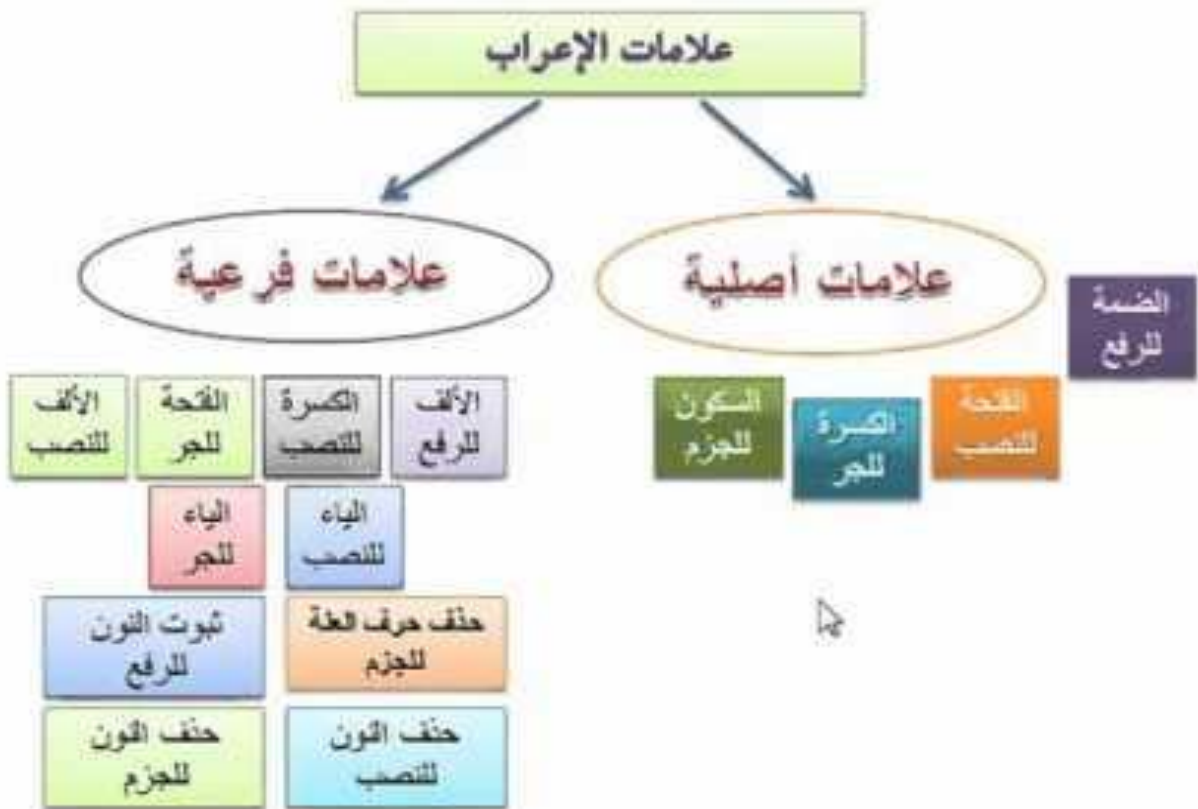 علامات الإعراب
علامات أصلية
الضمة
للرفع
الفتحة
للنصب
الكسرة
للجر
السكون
للجزم
علامات فرعية
الألف
للرفع
الكسرة
للنصب
الفتحة
للجر
الألف
للنصب
الياء
للنصب
الياء
للجر
حذف حرف العلة
للجزم
ثبوت النون
للرفع
حذف النون
للنصب
حذف النون
للجزم